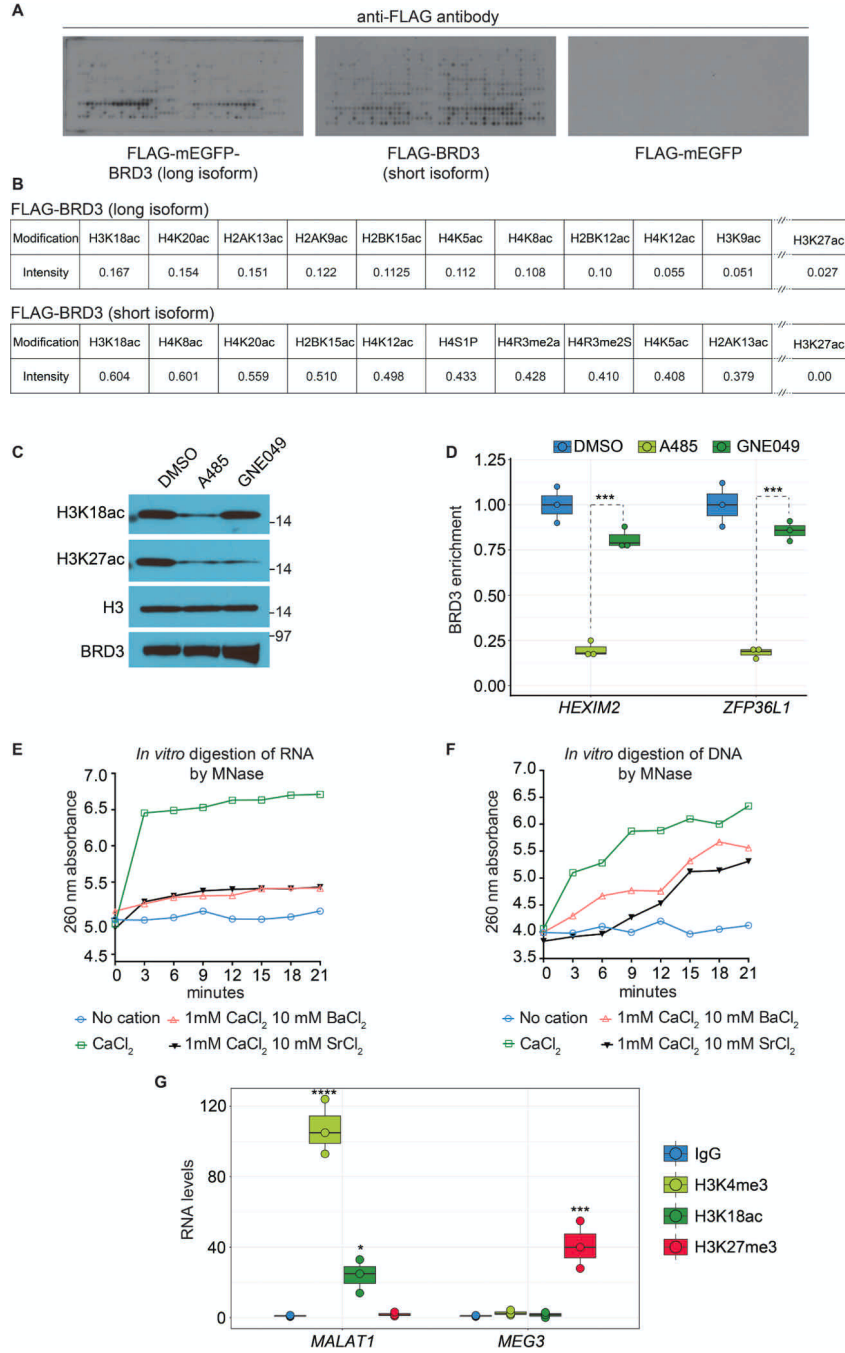 A
anti-FLAG antibody
FLAG-mEGFP-
BRD3 (long isoform)
FLAG-BRD3
(short isoform)
FLAG-mEGFP
B
FLAG-BRD3 (long isoform)
Modification H3K18ac H4K20ac H2AK13ac H2AK9ac H2BK15ac H4K5ac H4K8ac H2BK12ac H4K12ac H3K9ac H3K27ac
Intensity 0.167 0.154 0.151 0.122 0.1125 0.112 0.108 0.10 0.055 0.051 0.027
FLAG-BRD3 (short isoform)
Modification H3K18ac H4K8ac H4K20ac H2BK15ac H4K12ac H4S1P H4R3me2a H4R3me2S H4K5ac H2AK13ac H3K27ac
Intensity 0.604 0.601 0.559 0.510 0.498 0.433 0.428 0.410 0.408 0.379 0.00
C
DMSO A485 GNE049
H3K18ac -14
H3K27ac -14
H3 -14
BRD3 -97
D
DMSO A485 GNE049
BRD3 enrichment
1.25
1.00
0.75
0.50
0.25
0.00
*** ***
HEXIM2 ZFP36L1
E
In vitro digestion of RNA
by MNase
260 nm absorbance
7.0
6.5
5.5
5.0
4.5
0 3 6 9 12 15 18 21
minutes
No cation 1mM CaCl₂ 10 mM BaCl₂
CaCl₂ 1mM CaCl₂ 10 mM SrCl₂
F
In vitro digestion of DNA
by MNase
260 nm absorbance
7.0
6.5
6.0
5.5
5.0
4.5
4.0
3.5
0 3 6 9 12 15 18 21
minutes
No cation 1mM CaCl₂ 10 mM BaCl₂
CaCl₂ 1mM CaCl₂ 10 mM SrCl₂
G
RNA levels
120
80
40
0
****
*
***
MALAT1 MEG3
IgG
H3K4me3
H3K18ac
H3K27me3